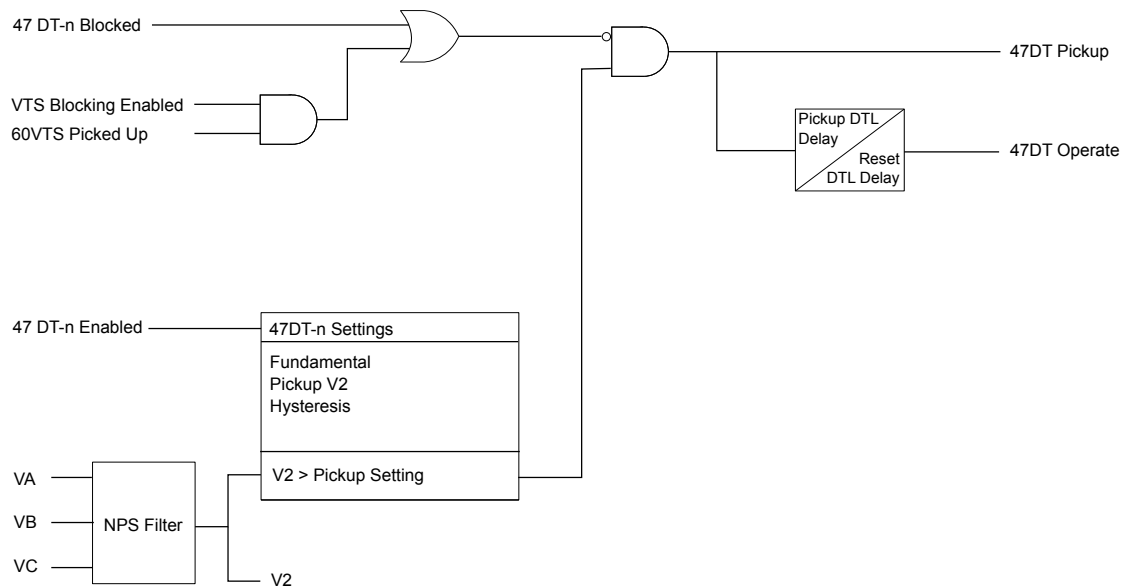 47 DT-n Blocked
47DT Pickup
VTS Blocking Enabled
60VTS Picked Up
Pickup DTL
Delay
Reset
DTL Delay
47DT Operate
47 DT-n Enabled
47DT-n Settings
Fundamental
Pickup V2
Hysteresis
V2 > Pickup Setting
VA
VB
VC
NPS Filter
V2